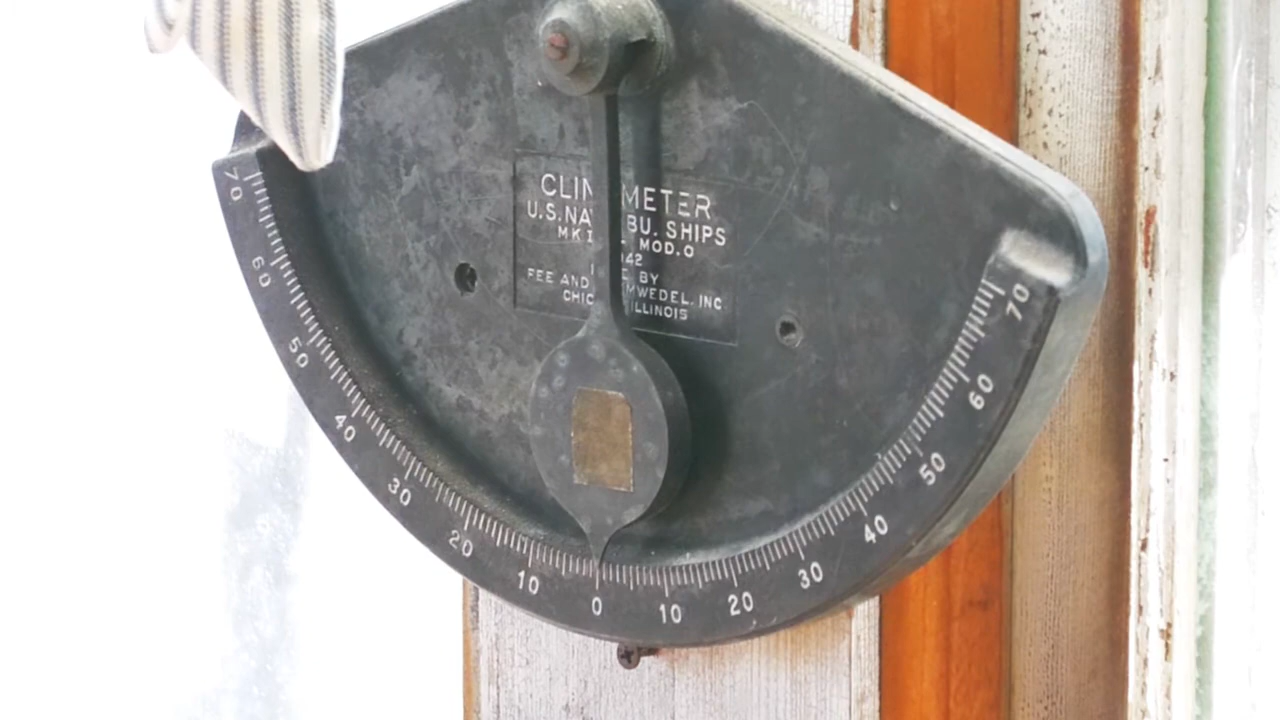 CLIN METER
U.S.NA BU. SHIPS
MK I MOD.O
1 42
FEE AND BY
CHIC MWEDEL. INC
ILLINOIS
70
60
50
40
30
20
10
0
10
20
30
40
50
60
70